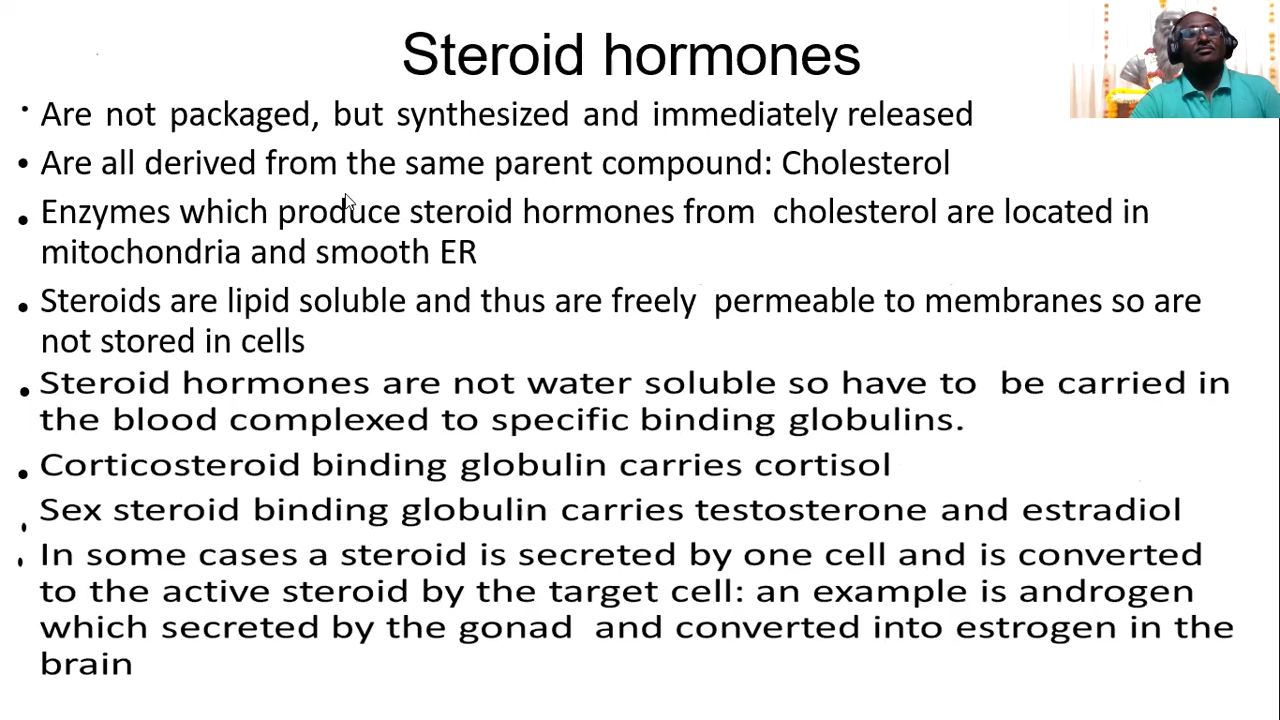 Steroid hormones
• Are not packaged, but synthesized and immediately released
• Are all derived from the same parent compound: Cholesterol
• Enzymes which produce steroid hormones from cholesterol are located in
mitochondria and smooth ER
• Steroids are lipid soluble and thus are freely permeable to membranes so are
not stored in cells
• Steroid hormones are not water soluble so have to be carried in
the blood complexed to specific binding globulins.
• Corticosteroid binding globulin carries cortisol
• Sex steroid binding globulin carries testosterone and estradiol
• In some cases a steroid is secreted by one cell and is converted
to the active steroid by the target cell: an example is androgen
which secreted by the gonad and converted into estrogen in the
brain